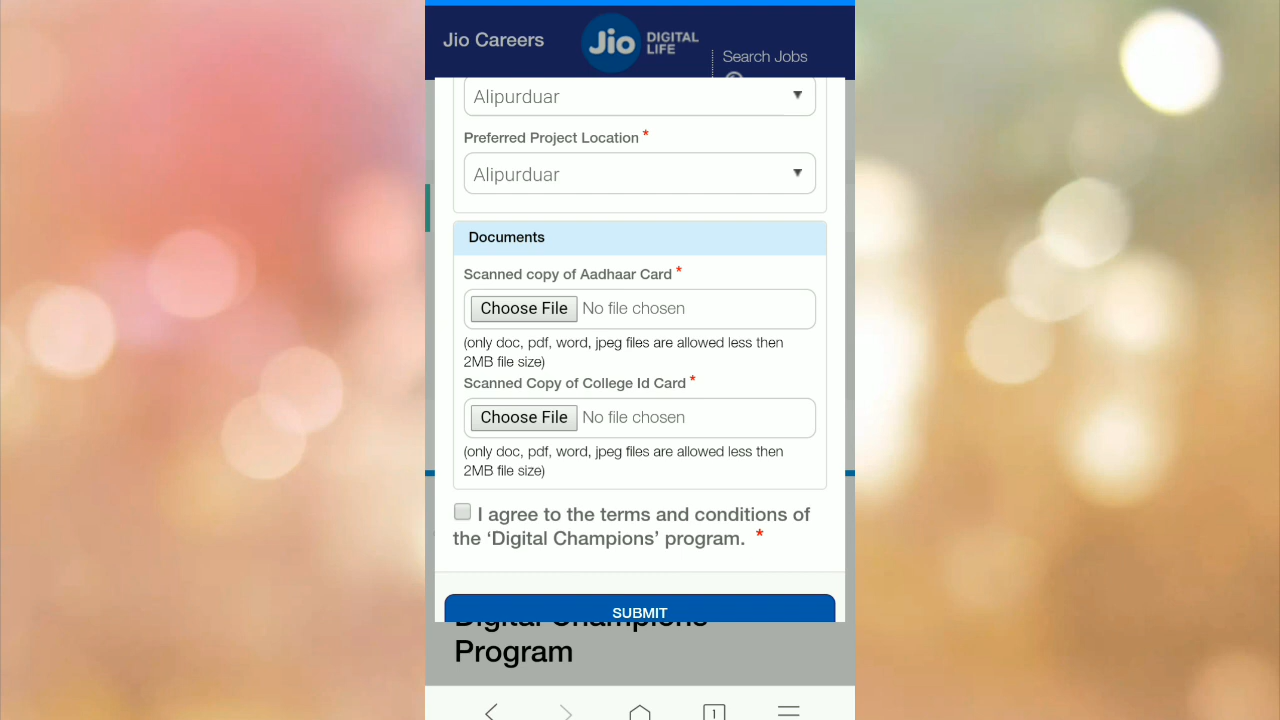 Jio Careers
Jio DIGITAL LIFE
Search Jobs
Alipurduar
Preferred Project Location *
Alipurduar
Documents
Scanned copy of Aadhaar Card *
Choose File No file chosen
(only doc, pdf, word, jpeg files are allowed less then
2MB file size)
Scanned Copy of College Id Card *
Choose File No file chosen
(only doc, pdf, word, jpeg files are allowed less then
2MB file size)
I agree to the terms and conditions of
the ‘Digital Champions’ program. *
SUBMIT
Digital Champions
Program
1